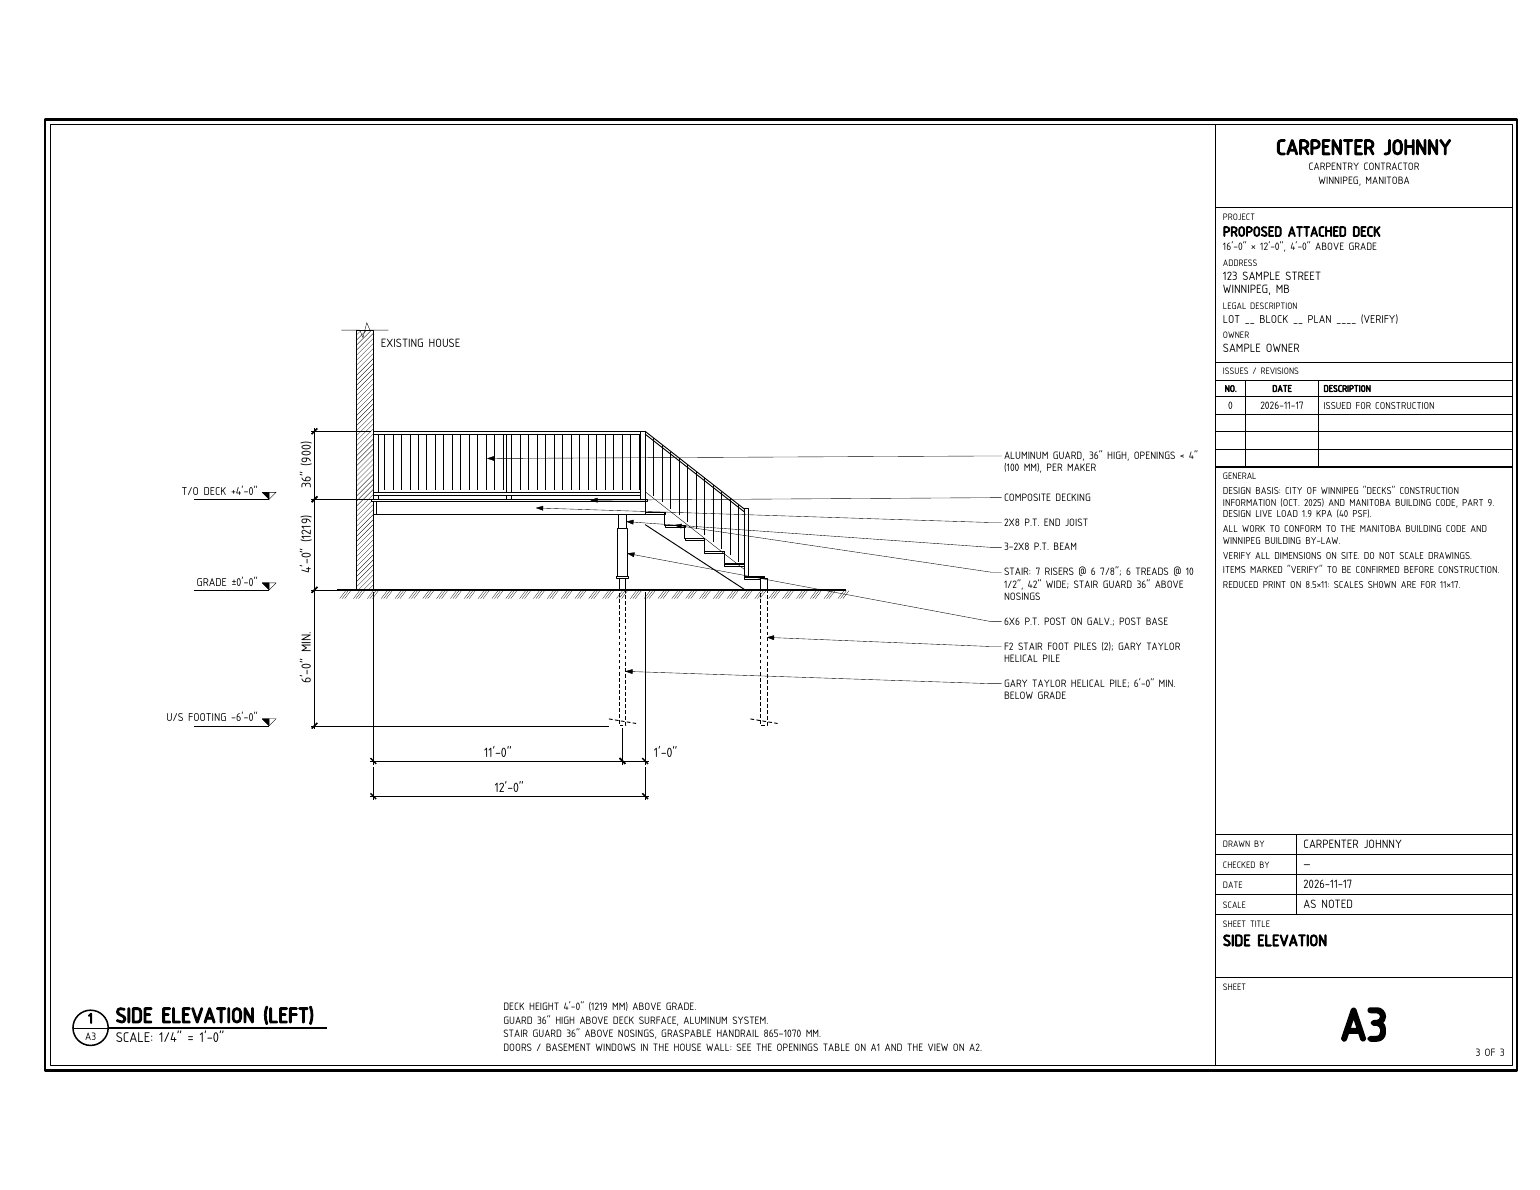 CARPENTER JOHNNY
CARPENTRY CONTRACTOR
WINNIPEG, MANITOBA
PROJECT
PROPOSED ATTACHED DECK
16'-0" × 12'-0", 4'-0" ABOVE GRADE
ADDRESS
123 SAMPLE STREET
WINNIPEG, MB
LEGAL DESCRIPTION
LOT __ BLOCK __ PLAN ____ (VERIFY)
OWNER
SAMPLE OWNER
ISSUES / REVISIONS
NO. DATE DESCRIPTION
0 2026-11-17 ISSUED FOR CONSTRUCTION
GENERAL
DESIGN BASIS: CITY OF WINNIPEG "DECKS" CONSTRUCTION
INFORMATION (OCT. 2025) AND MANITOBA BUILDING CODE, PART 9.
DESIGN LIVE LOAD 1.9 KPA (40 PSF).
ALL WORK TO CONFORM TO THE MANITOBA BUILDING CODE AND
WINNIPEG BUILDING BY-LAW.
VERIFY ALL DIMENSIONS ON SITE. DO NOT SCALE DRAWINGS.
ITEMS MARKED "VERIFY" TO BE CONFIRMED BEFORE CONSTRUCTION.
REDUCED PRINT ON 8.5×11: SCALES SHOWN ARE FOR 11×17.
DRAWN BY CARPENTER JOHNNY
CHECKED BY —
DATE 2026-11-17
SCALE AS NOTED
SHEET TITLE
SIDE ELEVATION
SHEET
A3
3 OF 3
EXISTING HOUSE
36" (900)
T/O DECK +4'-0"
4'-0" (1219)
GRADE ±0'-0"
6'-0" MIN.
U/S FOOTING -6'-0"
11'-0"
1'-0"
12'-0"
ALUMINUM GUARD, 36" HIGH, OPENINGS < 4"
(100 MM), PER MAKER
COMPOSITE DECKING
2X8 P.T. END JOIST
3-2X8 P.T. BEAM
STAIR: 7 RISERS @ 6 7/8"; 6 TREADS @ 10
1/2", 42" WIDE; STAIR GUARD 36" ABOVE
NOSINGS
6X6 P.T. POST ON GALV.; POST BASE
F2 STAIR FOOT PILES (2); GARY TAYLOR
HELICAL PILE
GARY TAYLOR HELICAL PILE; 6'-0" MIN.
BELOW GRADE
1
A3
SIDE ELEVATION (LEFT)
SCALE: 1/4" = 1'-0"
DECK HEIGHT 4'-0" (1219 MM) ABOVE GRADE.
GUARD 36" HIGH ABOVE DECK SURFACE, ALUMINUM SYSTEM.
STAIR GUARD 36" ABOVE NOSINGS, GRASPABLE HANDRAIL 865-1070 MM.
DOORS / BASEMENT WINDOWS IN THE HOUSE WALL: SEE THE OPENINGS TABLE ON A1 AND THE VIEW ON A2.